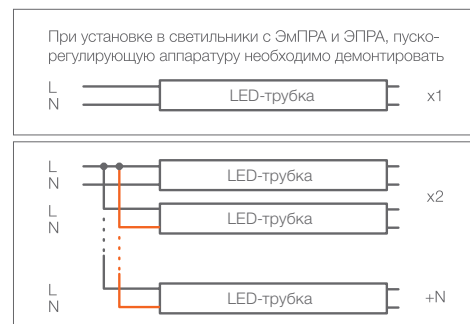 При установке в светильники с ЭмПРА и ЭПРА, пуско-
регулирующую аппаратуру необходимо демонтировать
L
N
LED-трубка
x1
L
N
LED-трубка
x2
L
N
LED-трубка
L
N
LED-трубка
+N